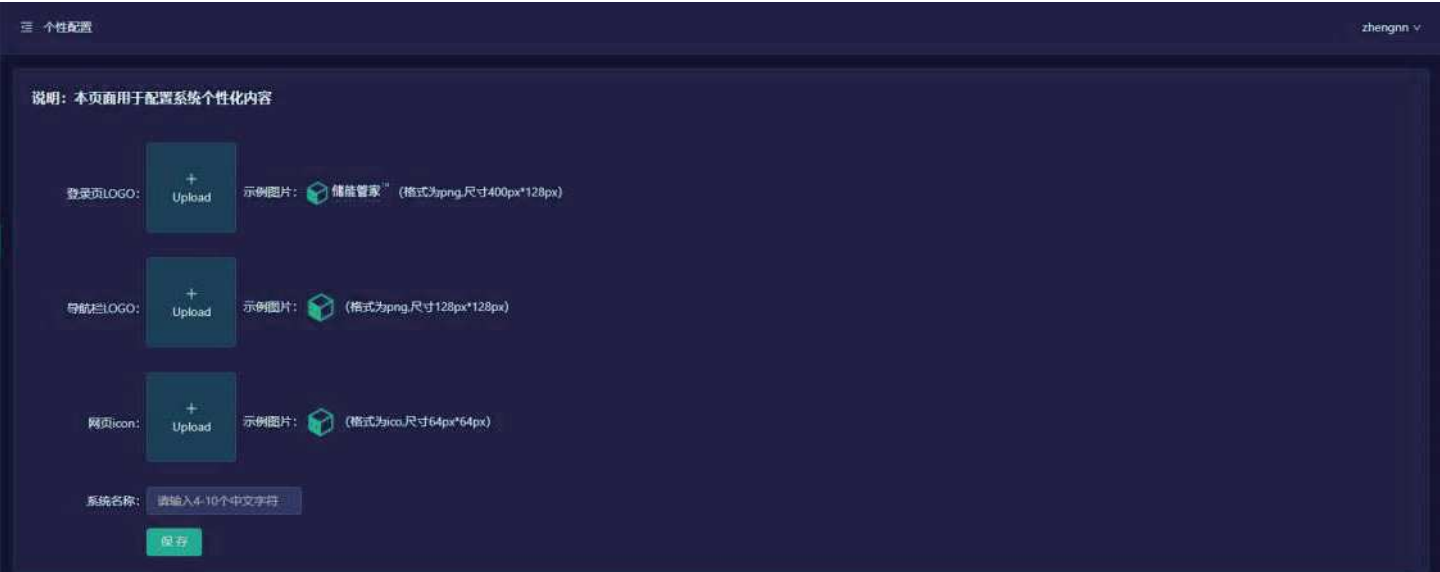 个性配置
zhengnn
说明：本页面用于配置系统个性化内容
登录页LOGO:
+
Upload
示例图片：
储能管家™
(格式为png,尺寸400px*128px)
导航栏LOGO:
+
Upload
示例图片：
(格式为png,尺寸128px*128px)
网页icon:
+
Upload
示例图片：
(格式为ico,尺寸64px*64px)
系统名称:
请输入4-10个中文字符
保存